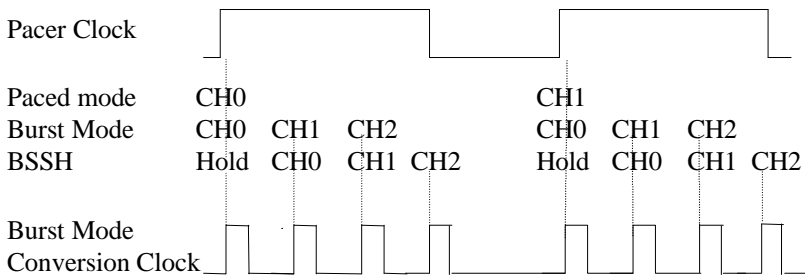 Pacer Clock
Paced mode CH0 CH1
Burst Mode CH0 CH1 CH2 CH0 CH1 CH2
BSSH Hold CH0 CH1 CH2 Hold CH0 CH1 CH2
Burst Mode
Conversion Clock